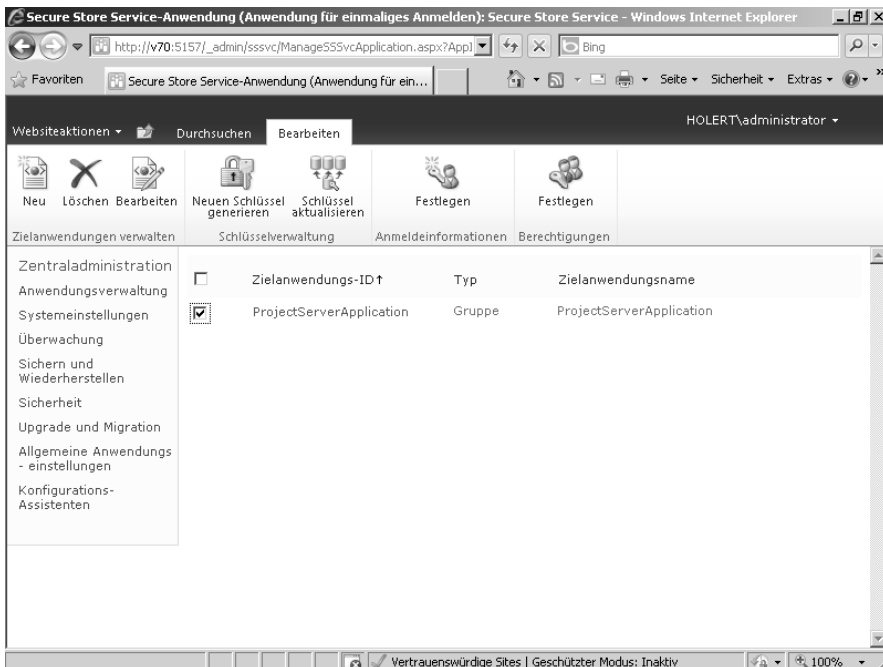 Secure Store Service-Anwendung (Anwendung für einmaliges Anmelden): Secure Store Service - Windows Internet Explorer
http://v70:5157/_admin/sssvc/ManageSSSvcApplication.aspx?Appl
Bing
Favoriten
Secure Store Service-Anwendung (Anwendung für ein...
Seite
Sicherheit
Extras
»
Websiteaktionen
Durchsuchen
Bearbeiten
HOLERT\administrator
Neu
Löschen
Bearbeiten
Neuen Schlüssel
generieren
Schlüssel
aktualisieren
Festlegen
Festlegen
Zielanwendungen verwalten
Schlüsselverwaltung
Anmeldeinformationen
Berechtigungen
Zentraladministration
Anwendungsverwaltung
Systemeinstellungen
Überwachung
Sichern und
Wiederherstellen
Sicherheit
Upgrade und Migration
Allgemeine Anwendungs
- einstellungen
Konfigurations-
Assistenten
Zielanwendungs-ID↑
Typ
Zielanwendungsname
ProjectServerApplication
Gruppe
ProjectServerApplication
Vertrauenswürdige Sites | Geschützter Modus: Inaktiv
100%